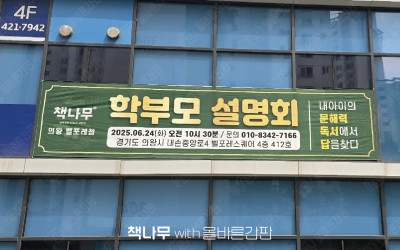 4F
421-7942
책나무
의왕 벨포레점
학부모 설명회
2025.06.24(화) 오전 10시 30분 / 문의 010-8342-7166
경기도 의왕시 내손중앙로4 벨포레스퀘어 4층 412호
내아이의
문해력
독서에서
답을찾다
책나무 with 올바른간판